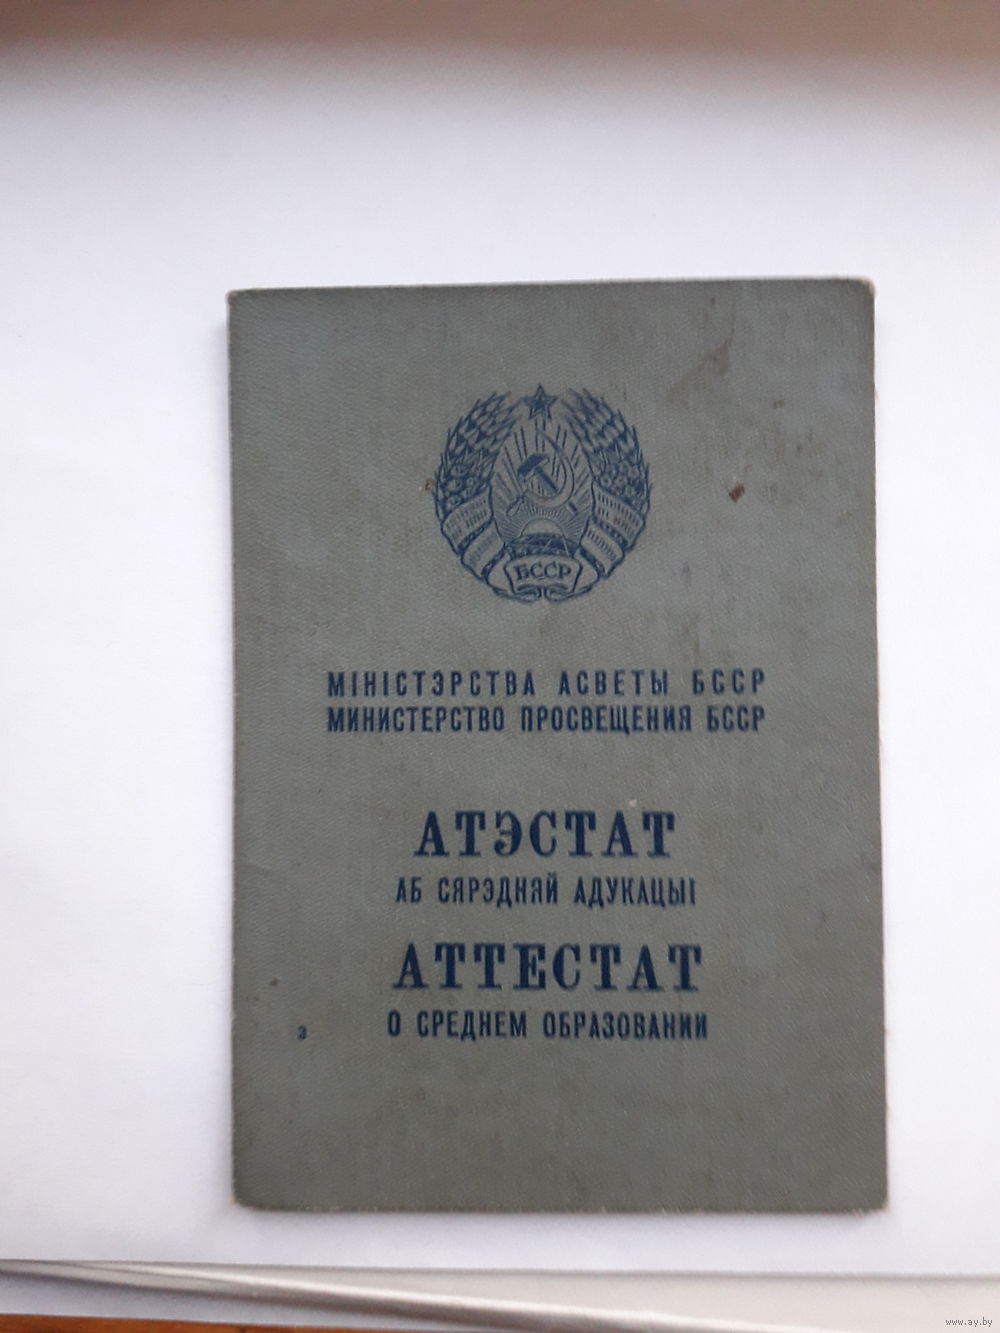 БССР
МІНІСТЭРСТВА АСВЕТЫ БССР
МИНИСТЕРСТВО ПРОСВЕЩЕНИЯ БССР
АТЭСТАТ
АБ СЯРЭДНЯЙ АДУКАЦЫІ
АТТЕСТАТ
О СРЕДНЕМ ОБРАЗОВАНИИ
з
www.ay.by